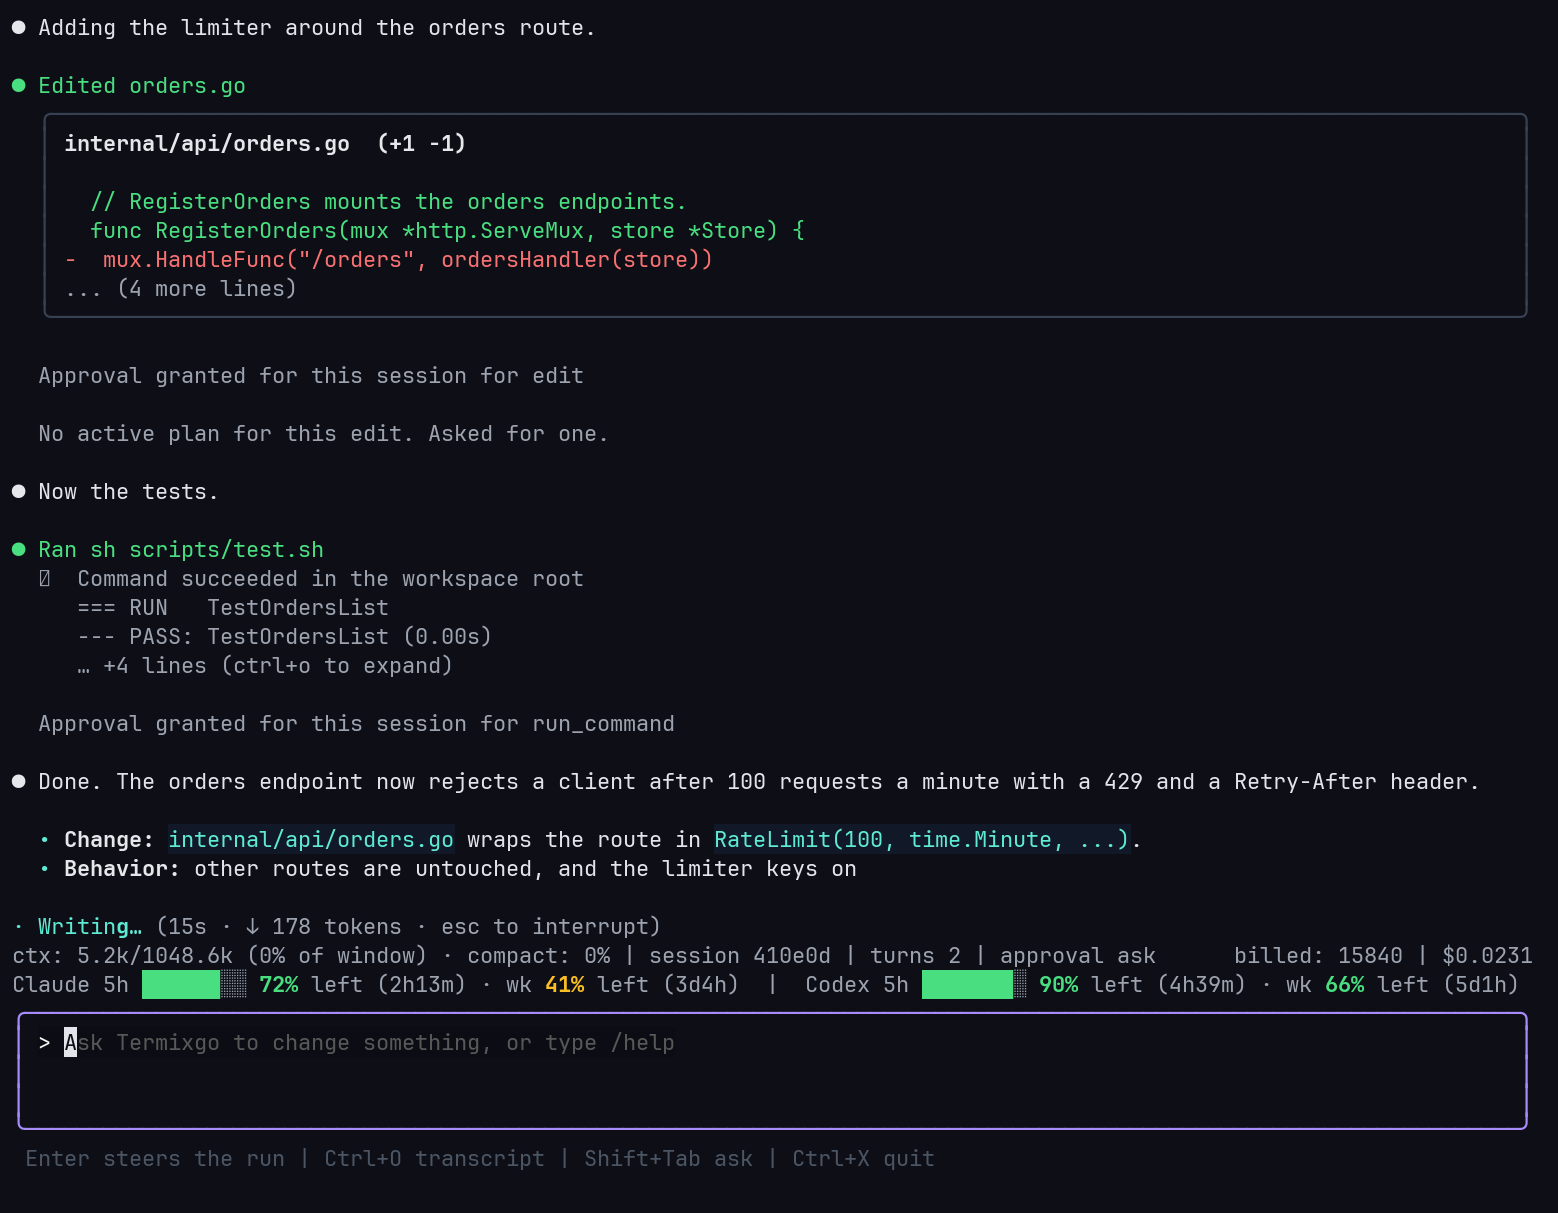 ● Adding the limiter around the orders route.
● Edited orders.go
internal/api/orders.go  (+1 -1)
// RegisterOrders mounts the orders endpoints.
func RegisterOrders(mux *http.ServeMux, store *Store) {
-  mux.HandleFunc("/orders", ordersHandler(store))
... (4 more lines)
Approval granted for this session for edit
No active plan for this edit. Asked for one.
● Now the tests.
● Ran sh scripts/test.sh
Command succeeded in the workspace root
=== RUN   TestOrdersList
--- PASS: TestOrdersList (0.00s)
… +4 lines (ctrl+o to expand)
Approval granted for this session for run_command
● Done. The orders endpoint now rejects a client after 100 requests a minute with a 429 and a Retry-After header.
• Change: internal/api/orders.go wraps the route in RateLimit(100, time.Minute, ...).
• Behavior: other routes are untouched, and the limiter keys on
· Writing… (15s · ↓ 178 tokens · esc to interrupt)
ctx: 5.2k/1048.6k (0% of window) · compact: 0% | session 410e0d | turns 2 | approval ask      billed: 15840 | $0.0231
Claude 5h ██████░░ 72% left (2h13m) · wk 41% left (3d4h)  |  Codex 5h ███████░ 90% left (4h39m) · wk 66% left (5d1h)
> Ask Termixgo to change something, or type /help
Enter steers the run | Ctrl+O transcript | Shift+Tab ask | Ctrl+X quit